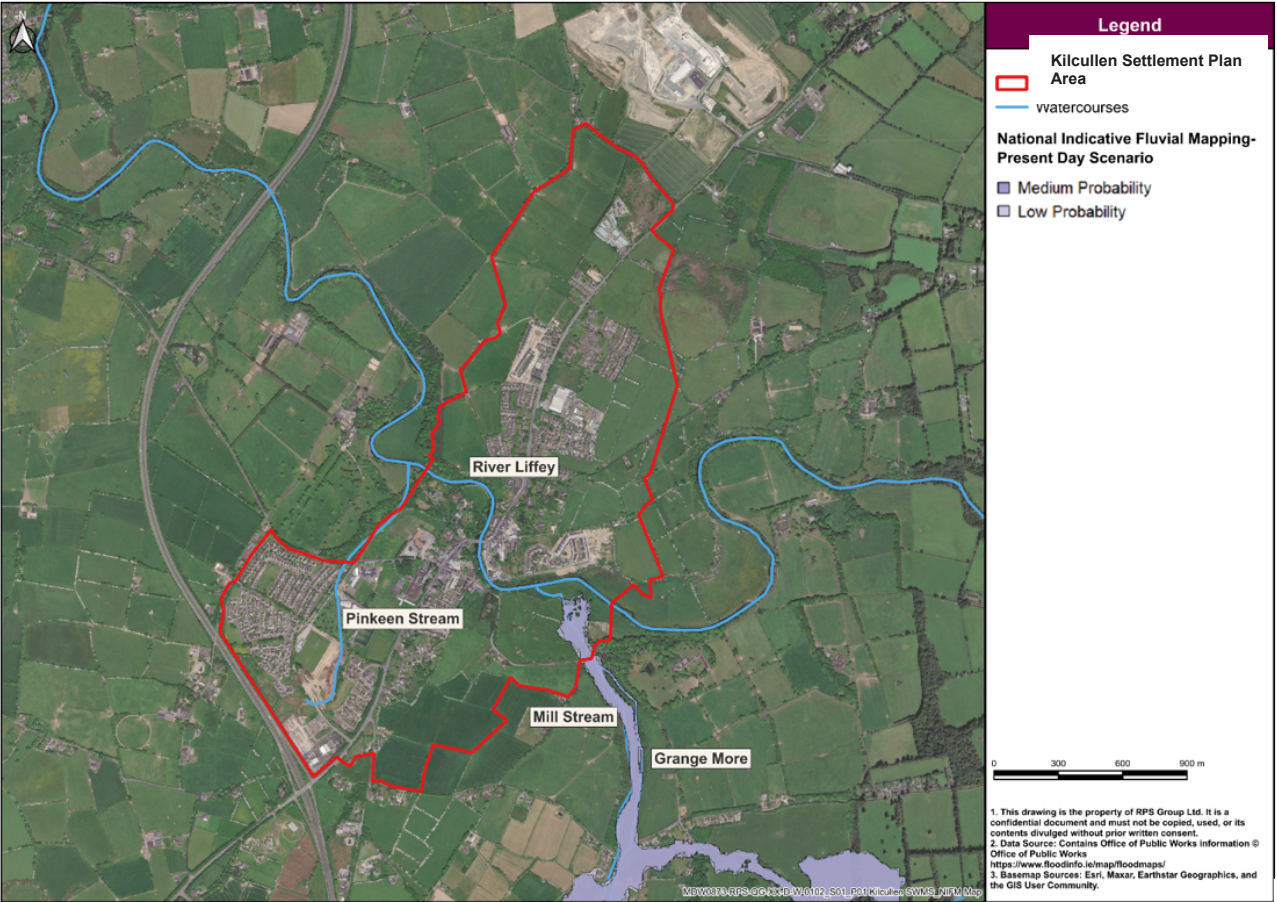 N
River Liffey
Pinkeen Stream
Mill Stream
Grange More
MDW0873-RPS-QG-XX-D-W-0102_S01_P01 Kilcullen SWMS_NIFM Map
Legend
Kilcullen Settlement Plan
Area
Watercourses
National Indicative Fluvial Mapping-
Present Day Scenario
Medium Probability
Low Probability
0 300 600 900 m
1. This drawing is the property of RPS Group Ltd. It is a
confidential document and must not be copied, used, or its
contents divulged without prior written consent.
2. Data Source: Contains Office of Public Works information ©
Office of Public Works
https://www.floodinfo.ie/map/floodmaps/
3. Basemap Sources: Esri, Maxar, Earthstar Geographics, and
the GIS User Community.